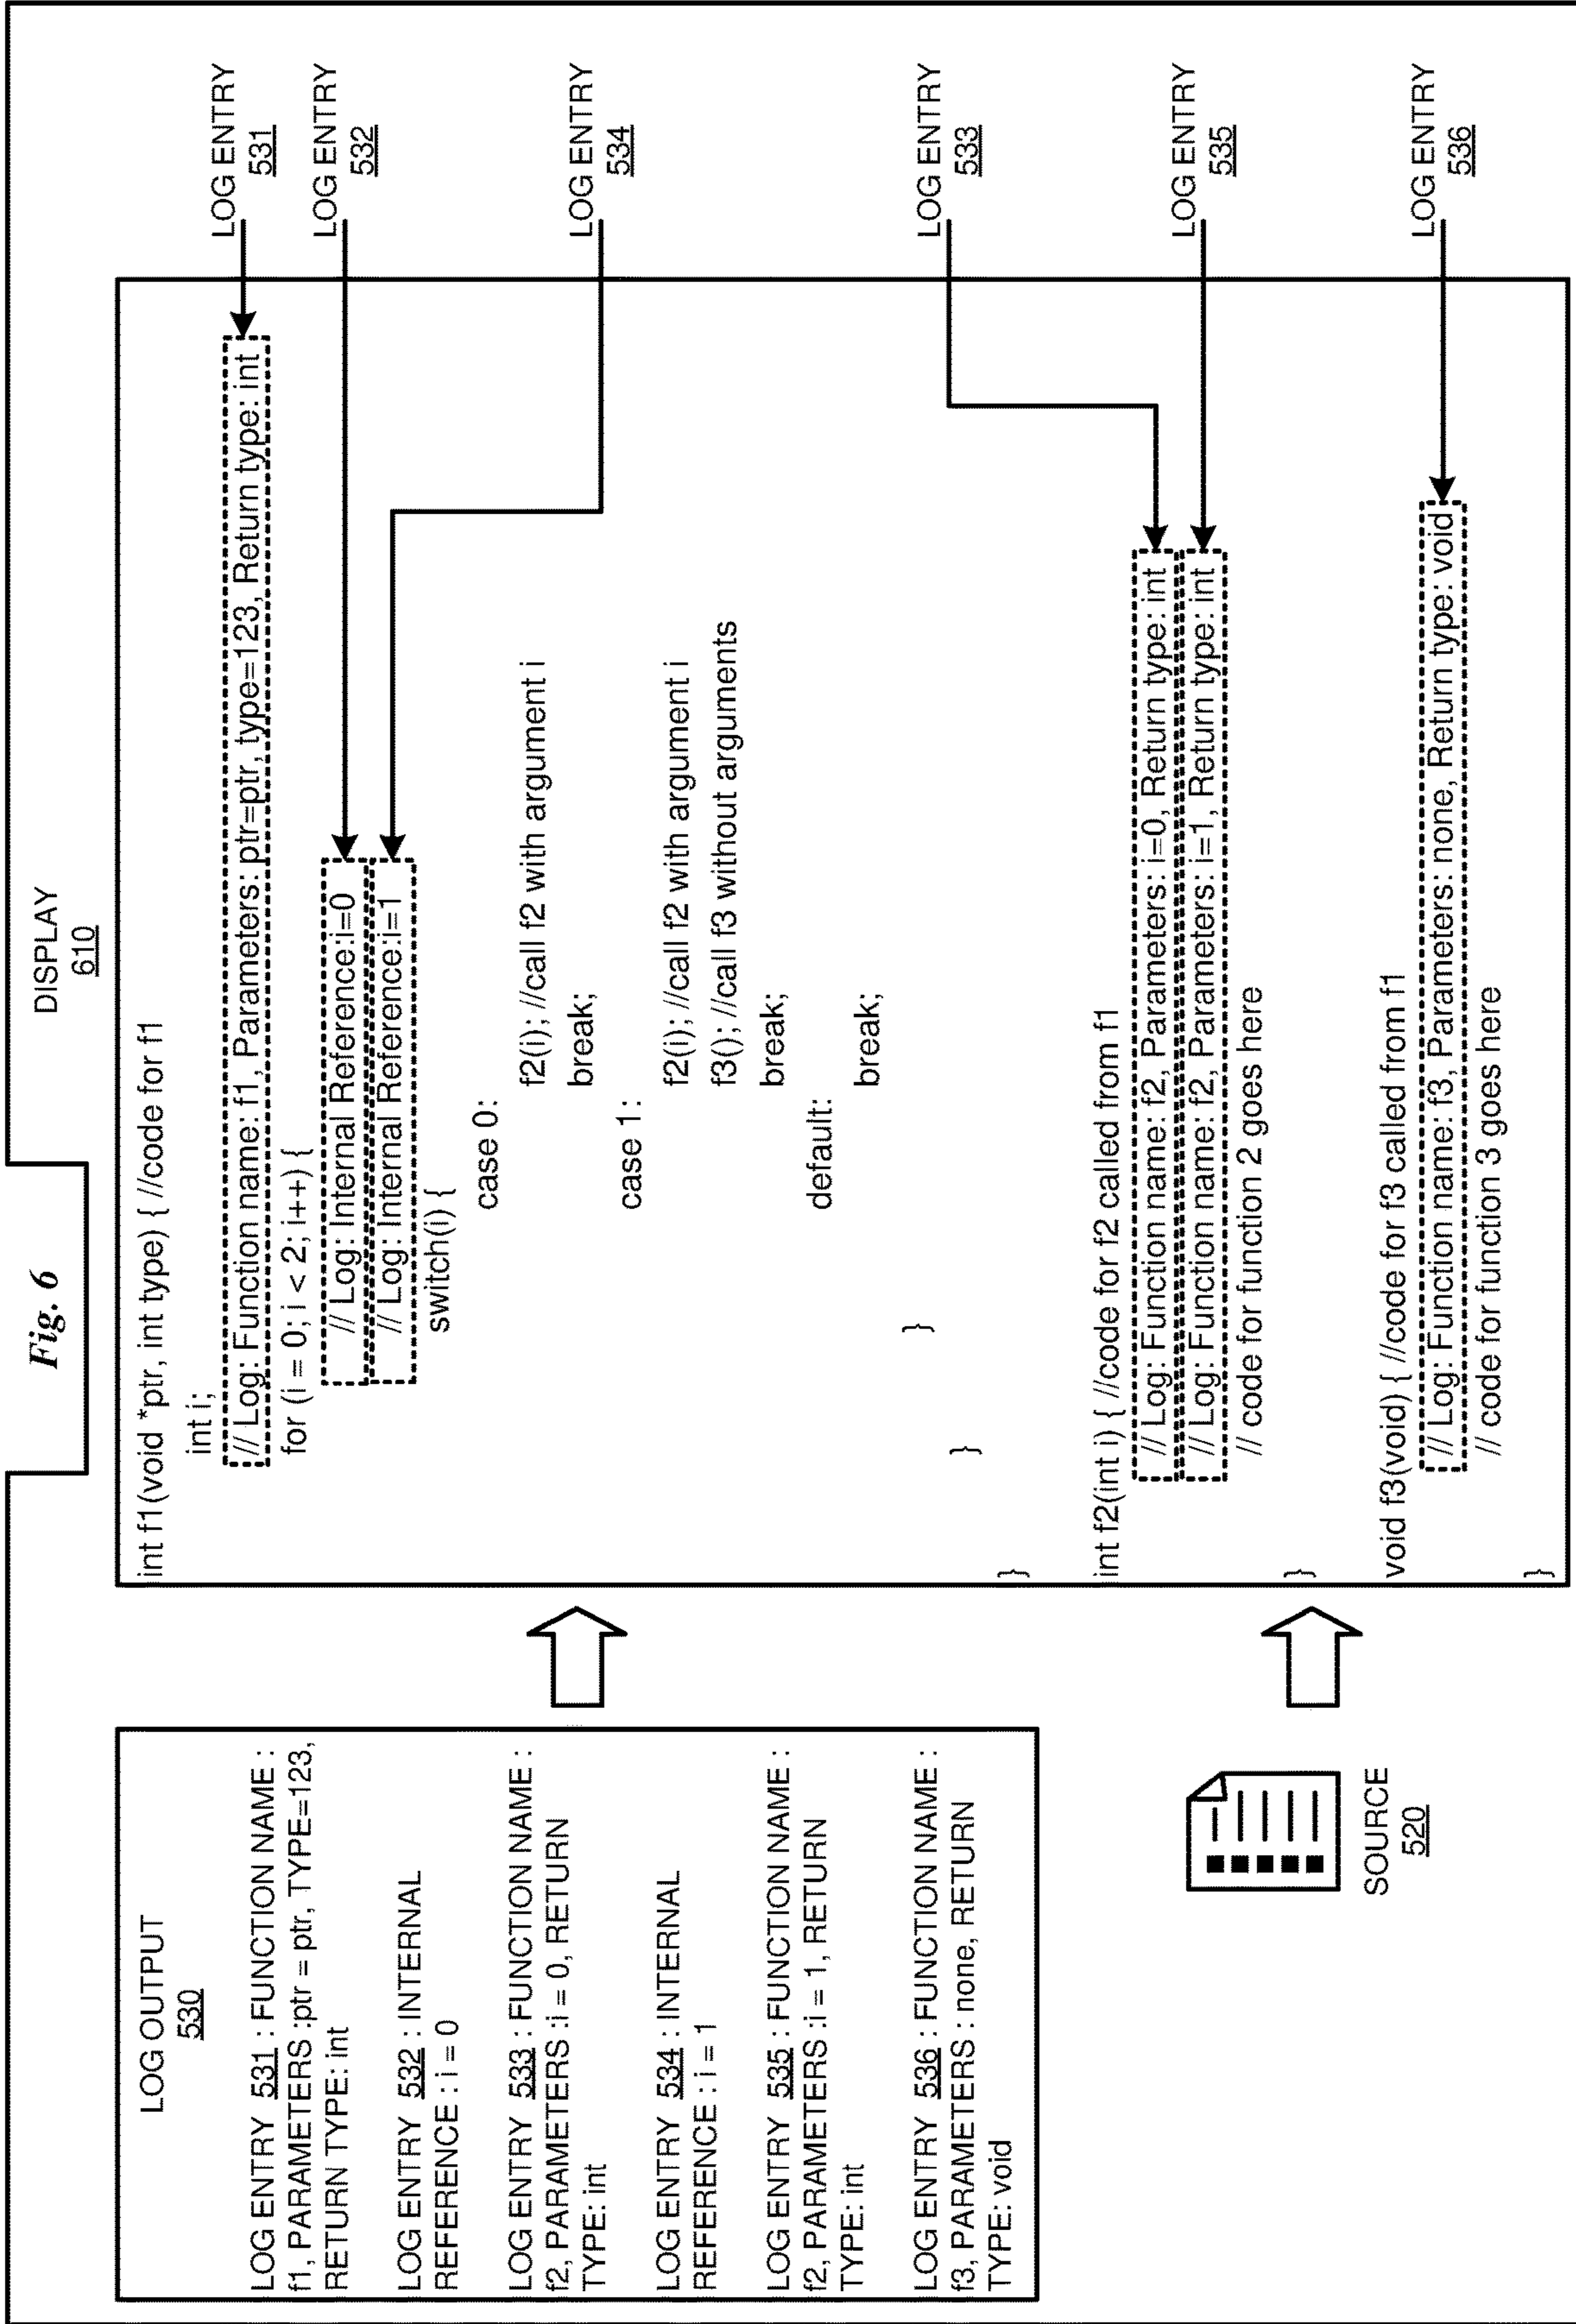 Fig. 6
LOG OUTPUT
530
LOG ENTRY 531 : FUNCTION NAME :
f1, PARAMETERS :ptr = ptr, TYPE=123,
RETURN TYPE: int
LOG ENTRY 532 : INTERNAL
REFERENCE : i = 0
LOG ENTRY 533 : FUNCTION NAME :
f2, PARAMETERS :i = 0, RETURN
TYPE: int
LOG ENTRY 534 : INTERNAL
REFERENCE : i = 1
LOG ENTRY 535 : FUNCTION NAME :
f2, PARAMETERS :i = 1, RETURN
TYPE: int
LOG ENTRY 536 : FUNCTION NAME :
f3, PARAMETERS : none, RETURN
TYPE: void
SOURCE
520
DISPLAY
610
int f1(void *ptr, int type) { //code for f1
int i;
// Log: Function name: f1, Parameters: ptr=ptr, type=123, Return type: int
for (i = 0; i < 2; i++) {
// Log: Internal Reference:i=0
// Log: Internal Reference:i=1
switch(i) {
case 0:
f2(i); //call f2 with argument i
break;
case 1:
f2(i); //call f2 with argument i
f3(); //call f3 without arguments
break;
default:
break;
}
}
}
int f2(int i) { //code for f2 called from f1
// Log: Function name: f2, Parameters: i=0, Return type: int
// Log: Function name: f2, Parameters: i=1, Return type: int
// code for function 2 goes here
}
void f3(void) { //code for f3 called from f1
// Log: Function name: f3, Parameters: none, Return type: void
// code for function 3 goes here
}
LOG ENTRY
531
LOG ENTRY
532
LOG ENTRY
534
LOG ENTRY
533
LOG ENTRY
535
LOG ENTRY
536